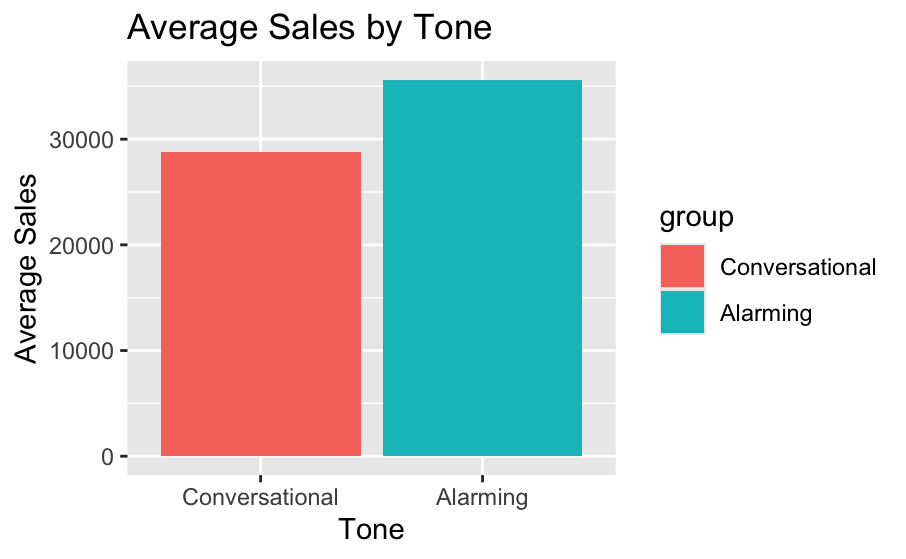 Average Sales by Tone
Average Sales
30000
20000
10000
0
Conversational
Alarming
Tone
group
Conversational
Alarming